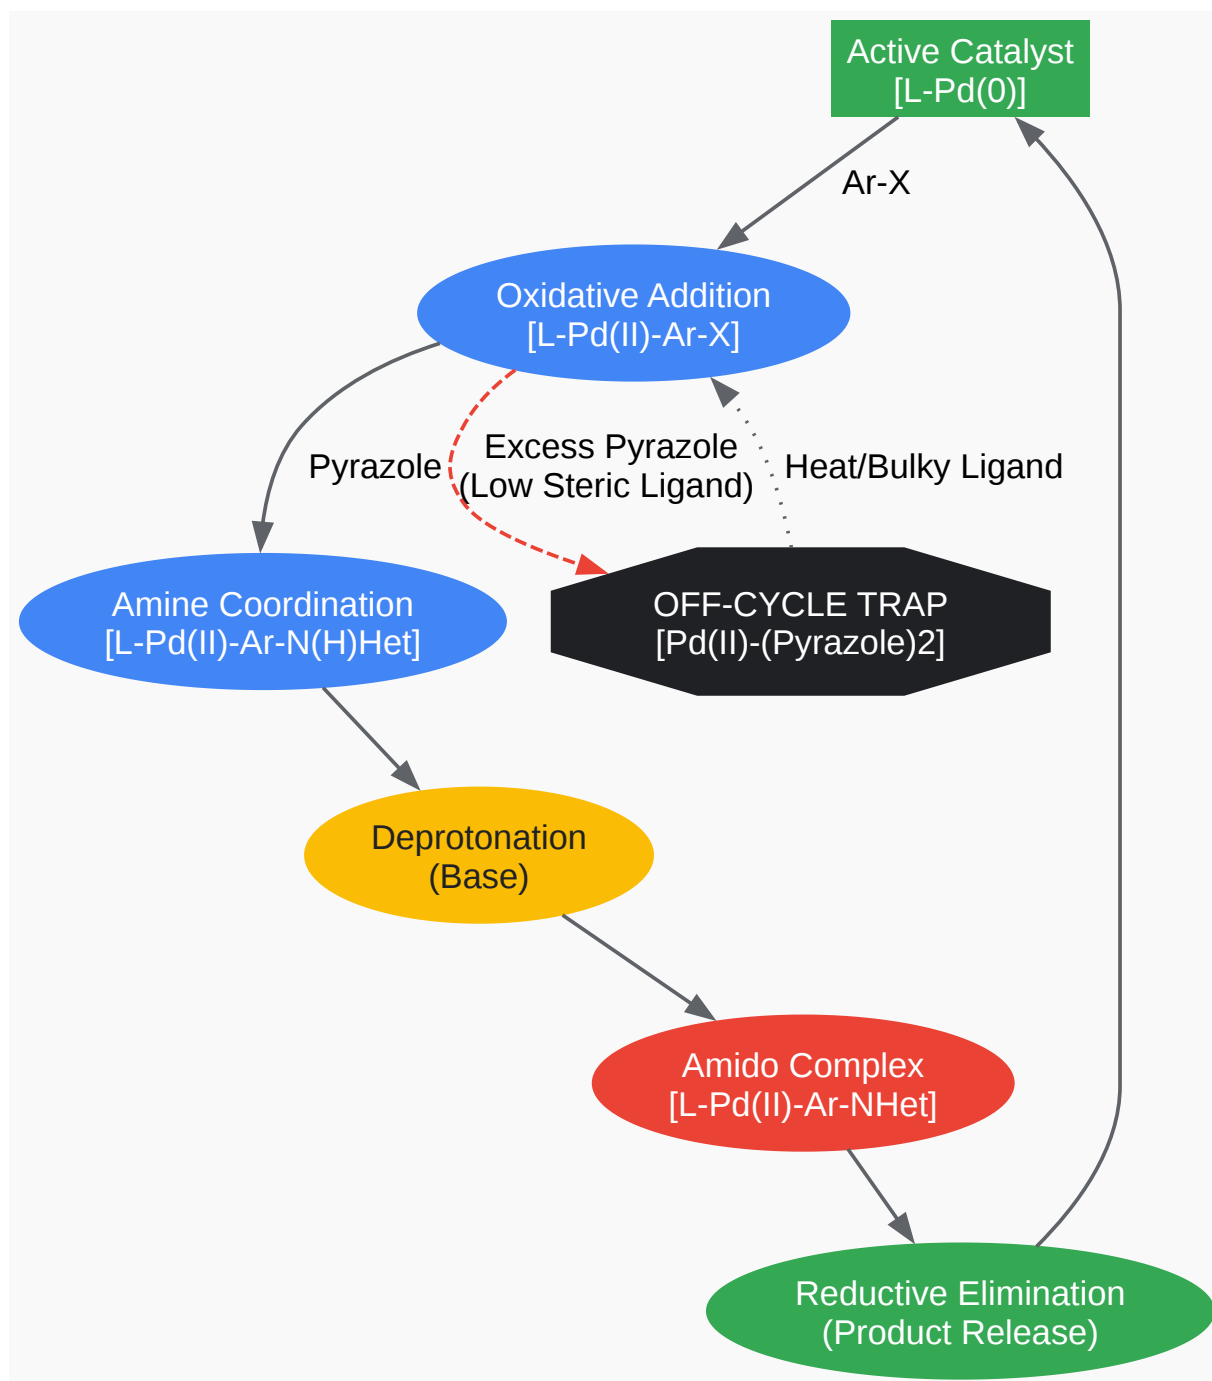 Active Catalyst
[L-Pd(0)]
Ar-X
Oxidative Addition
[L-Pd(II)-Ar-X]
Pyrazole
Excess Pyrazole
(Low Steric Ligand)
Heat/Bulky Ligand
Amine Coordination
[L-Pd(II)-Ar-N(H)Het]
OFF-CYCLE TRAP
[Pd(II)-(Pyrazole)2]
Deprotonation
(Base)
Amido Complex
[L-Pd(II)-Ar-NHet]
Reductive Elimination
(Product Release)